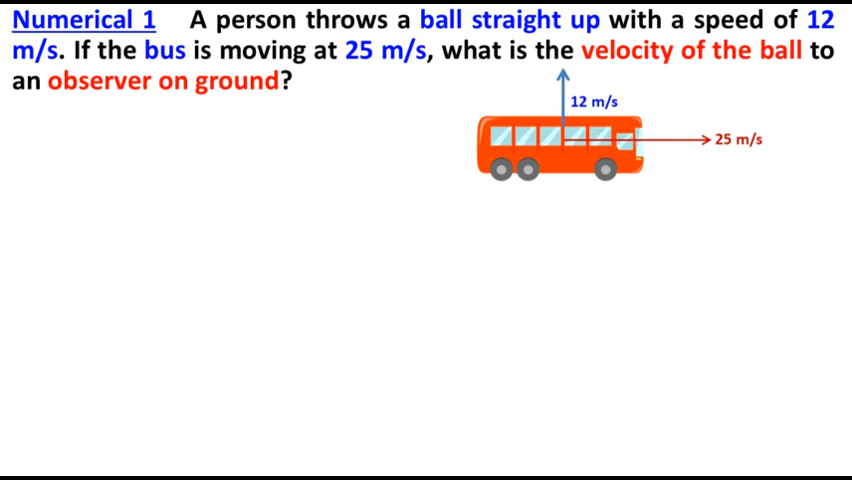 Numerical 1 A person throws a ball straight up with a speed of 12
m/s. If the bus is moving at 25 m/s, what is the velocity of the ball to
an observer on ground?
12 m/s
25 m/s